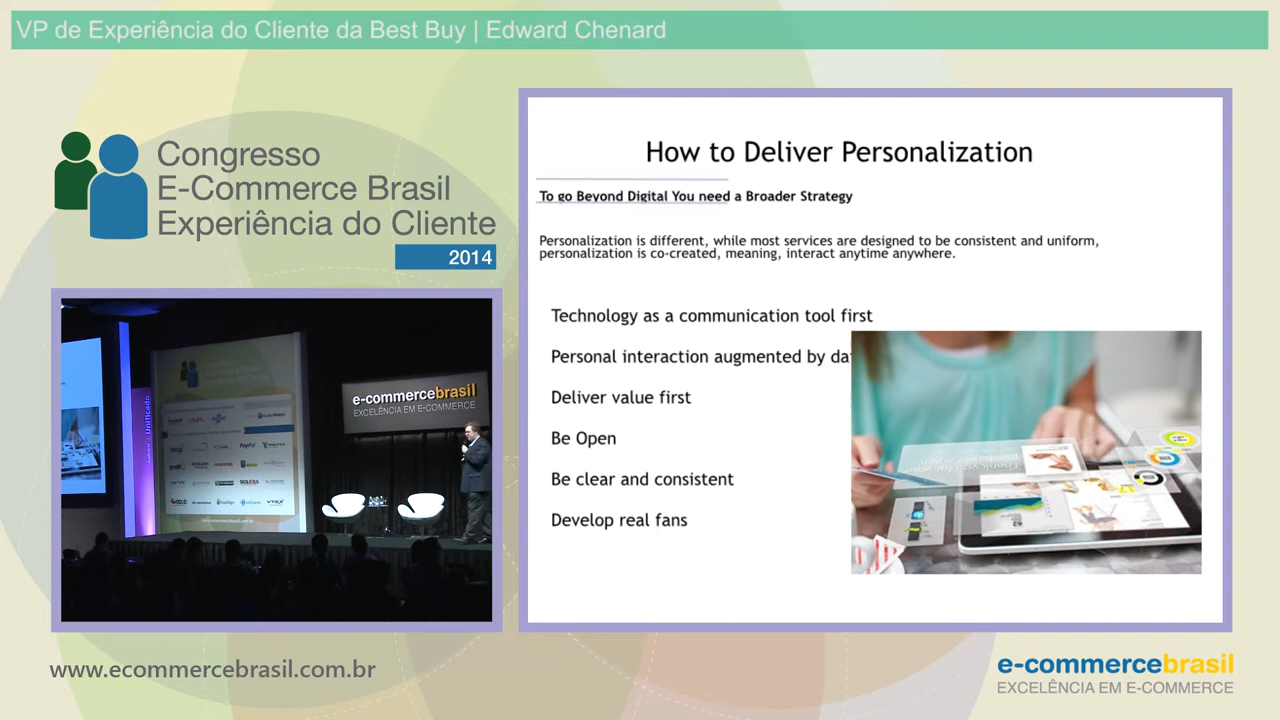 VP de Experiência do Cliente da Best Buy | Edward Chenard
Congresso
E-Commerce Brasil
Experiência do Cliente
2014
How to Deliver Personalization
To go Beyond Digital You need a Broader Strategy
Personalization is different, while most services are designed to be consistent and uniform,
personalization is co-created, meaning, interact anytime anywhere.
Technology as a communication tool first
Personal interaction augmented by dat
Deliver value first
Be Open
Be clear and consistent
Develop real fans
e-commercebrasil
EXCELÊNCIA EM E-COMMERCE
PayPal
VTEX
www.ecommercebrasil.com.br
e-commercebrasil
EXCELÊNCIA EM E-COMMERCE